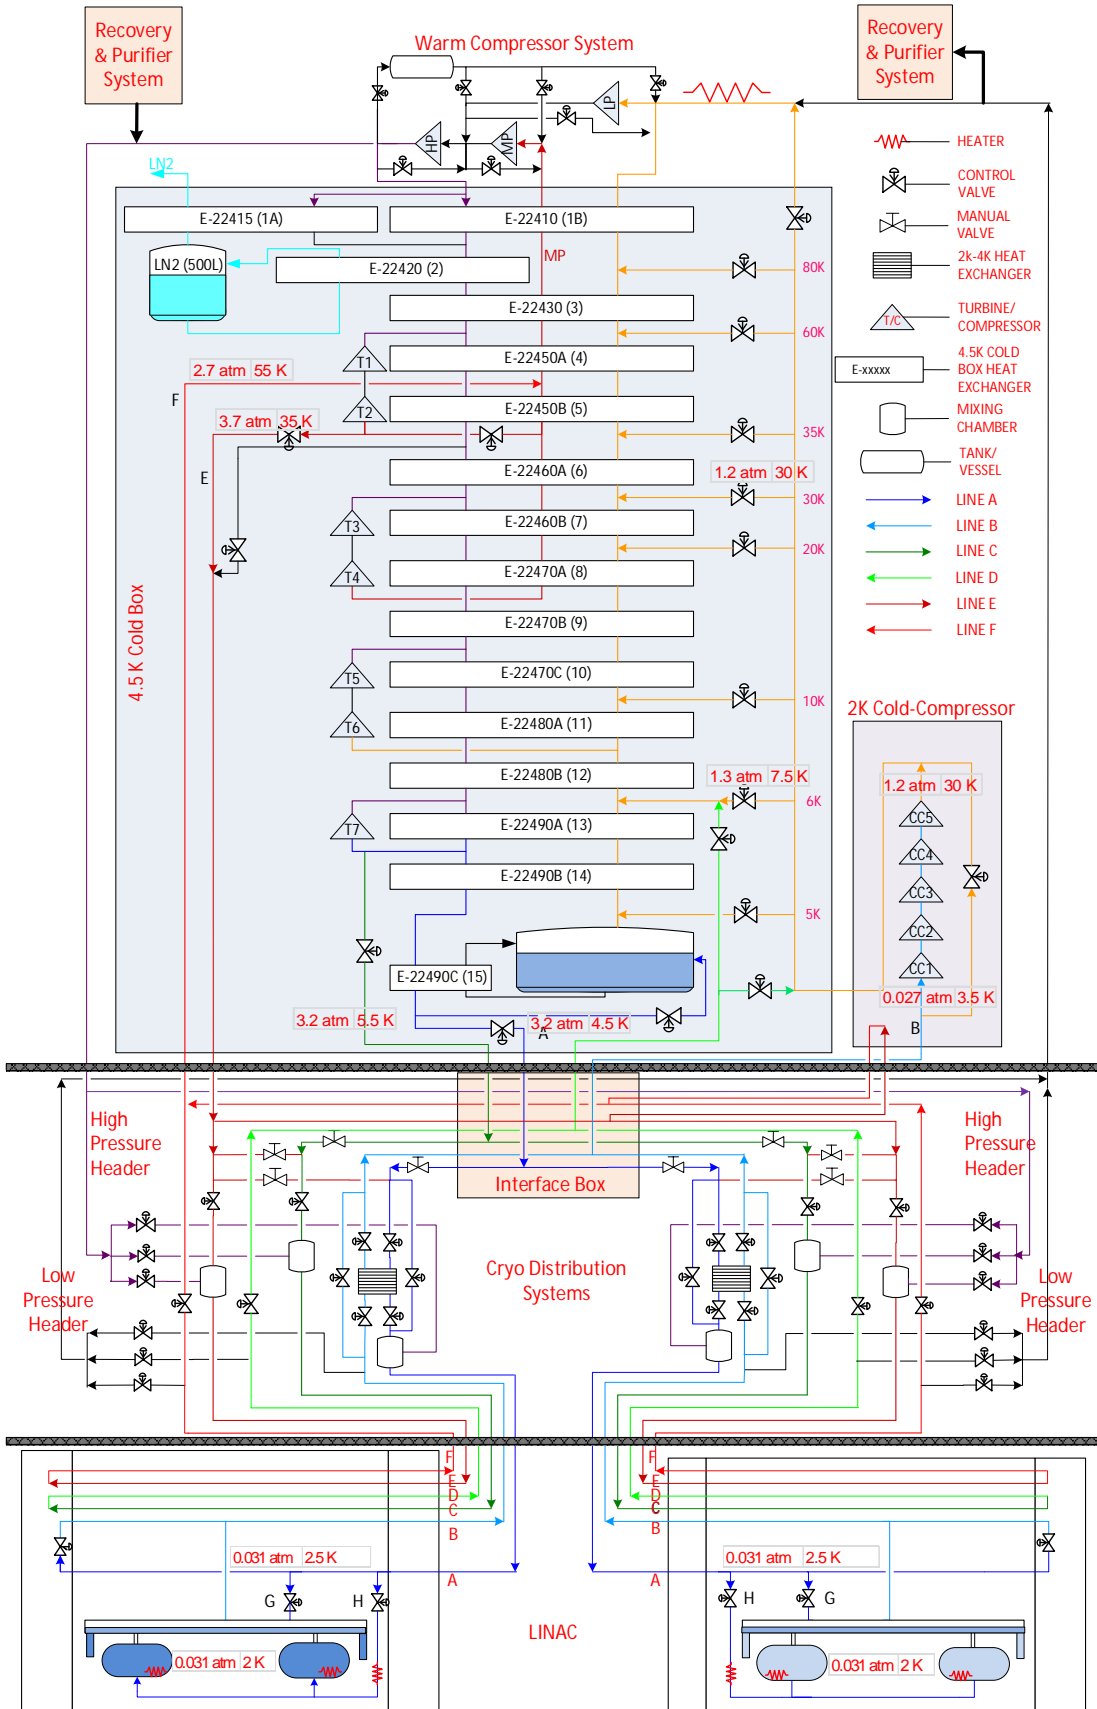 Recovery
& Purifier
System
Warm Compressor System
Recovery
& Purifier
System
LP
HP
MP
LN2
HEATER
CONTROL
VALVE
MANUAL
VALVE
2k-4K HEAT
EXCHANGER
T/C
TURBINE/
COMPRESSOR
E-xxxxx
4.5K COLD
BOX HEAT
EXCHANGER
MIXING
CHAMBER
TANK/
VESSEL
LINE A
LINE B
LINE C
LINE D
LINE E
LINE F
E-22415 (1A)
E-22410 (1B)
MP
LN2 (500L)
E-22420 (2)
80K
E-22430 (3)
60K
T1
E-22450A (4)
2.7 atm 55 K
F
T2
E-22450B (5)
3.7 atm 35 K
35K
E
E-22460A (6)
1.2 atm 30 K
30K
T3
E-22460B (7)
20K
T4
E-22470A (8)
4.5 K Cold Box
E-22470B (9)
T5
E-22470C (10)
10K
T6
E-22480A (11)
2K Cold-Compressor
E-22480B (12)
1.3 atm 7.5 K
6K
1.2 atm 30 K
T7
E-22490A (13)
CC5
CC4
E-22490B (14)
CC3
5K
CC2
E-22490C (15)
CC1
0.027 atm 3.5 K
3.2 atm 5.5 K
3.2 atm 4.5 K
A
B
High
Pressure
Header
High
Pressure
Header
Interface Box
Low
Pressure
Header
Cryo Distribution
Systems
Low
Pressure
Header
F
E
D
C
B
A
F
E
D
C
B
A
0.031 atm 2.5 K
G
H
0.031 atm 2 K
LINAC
0.031 atm 2.5 K
H
G
0.031 atm 2 K